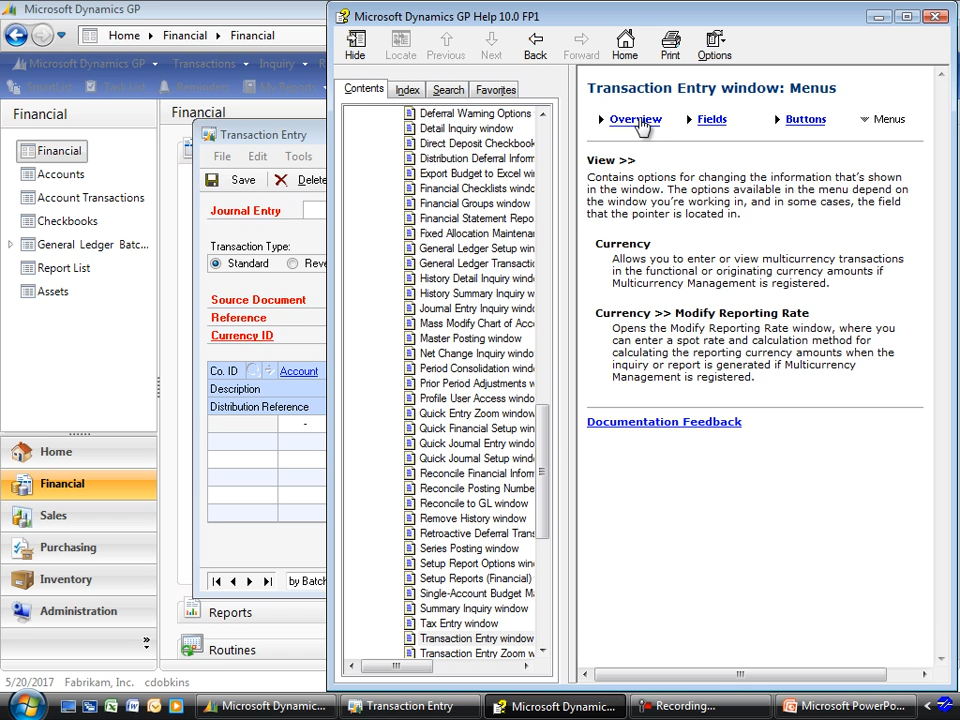 Microsoft Dynamics GP
Home
Financial
Financial
Microsoft Dynamics GP
Transactions
Inquiry
Financial
Financial
Accounts
Account Transactions
Checkbooks
General Ledger Batc...
Report List
Assets
Home
Financial
Sales
Purchasing
Inventory
Administration
5/20/2017 Fabrikam, Inc. cdobkins
Financial
Transaction Entry
File Edit Tools
Save
Delete
Journal Entry
Transaction Type:
Standard
Reve
Source Document
Reference
Currency ID
Co. ID
Account
Description
Distribution Reference
-
by Batch
Reports
Routines
Microsoft Dynamics GP Help 10.0 FP1
Hide Locate Previous Next Back Forward Home Print Options
Contents Index Search Favorites
Deferral Warning Options
Detail Inquiry window
Direct Deposit Checkbook
Distribution Deferral Inform
Export Budget to Excel win
Financial Checklists windo
Financial Groups window
Financial Statement Repo
Fixed Allocation Maintenan
General Ledger Setup win
General Ledger Transactio
History Detail Inquiry wind
History Summary Inquiry w
Journal Entry Inquiry windo
Mass Modify Chart of Acco
Master Posting window
Net Change Inquiry window
Period Consolidation windo
Prior Period Adjustments w
Profile User Access windo
Quick Entry Zoom window
Quick Financial Setup wind
Quick Journal Entry windo
Quick Journal Setup windo
Reconcile Financial Inform
Reconcile Posting Number
Reconcile to GL window
Remove History window
Retroactive Deferral Trans
Series Posting window
Setup Report Options wind
Setup Reports (Financial)
Single-Account Budget Ma
Summary Inquiry window
Tax Entry window
Transaction Entry window
Transaction Entry Zoom w
Transaction Entry window: Menus
Overview Fields Buttons Menus
View >>
Contains options for changing the information that's
shown in the window. The options available in the menu depend on
the window you're working in, and in some cases, the field
that the pointer is located in.
Currency
Allows you to enter or view multicurrency transactions
in the functional or originating currency amounts if
Multicurrency Management is registered.
Currency >> Modify Reporting Rate
Opens the Modify Reporting Rate window, where you
can enter a spot rate and calculation method for
calculating the reporting currency amounts when the
inquiry or report is generated if Multicurrency
Management is registered.
Documentation Feedback
Microsoft Dynamic...
Transaction Entry
Microsoft Dynamic...
Recording...
Microsoft PowerPo...